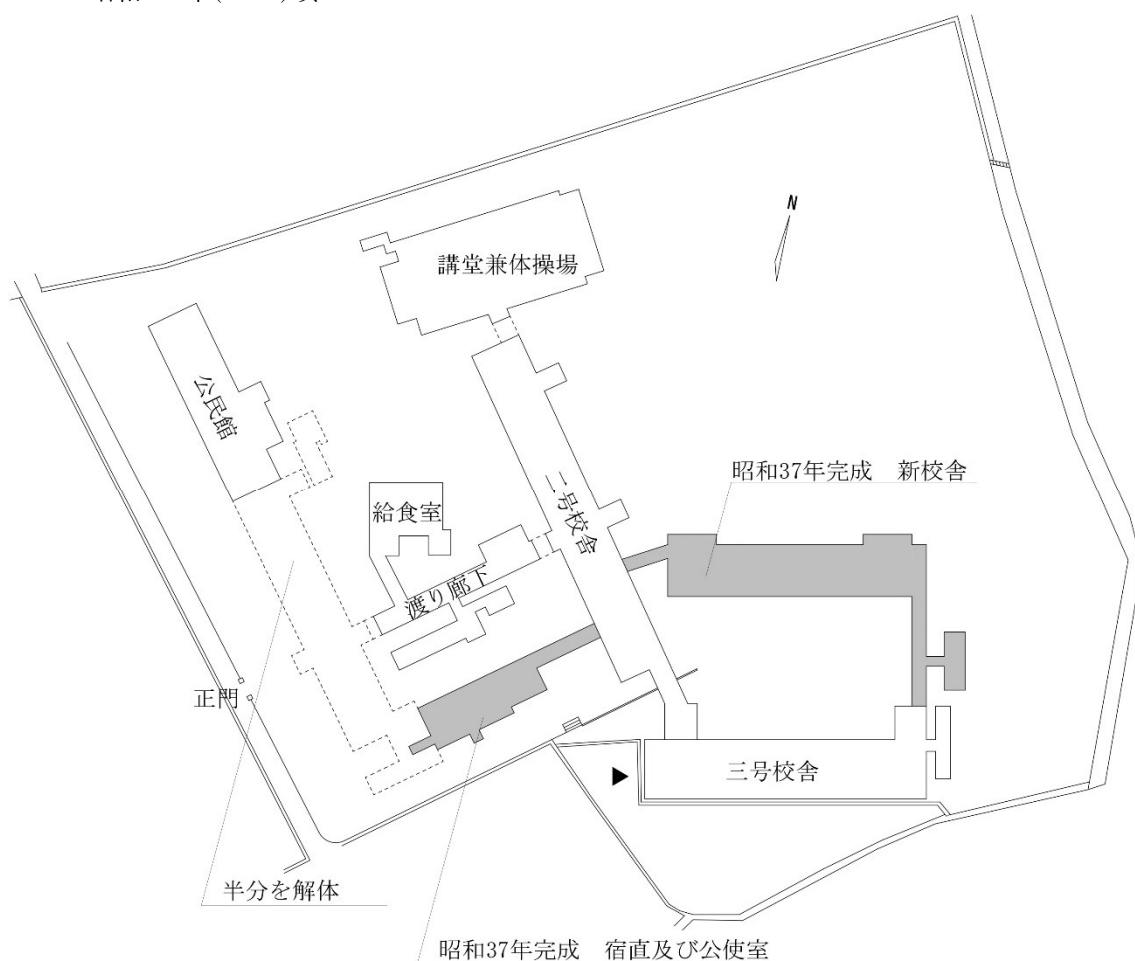 N
講堂兼体操場
公民館
昭和37年完成　新校舎
給食室
二号校舎
渡り廊下
正門
三号校舎
半分を解体
昭和37年完成　宿直及び公使室